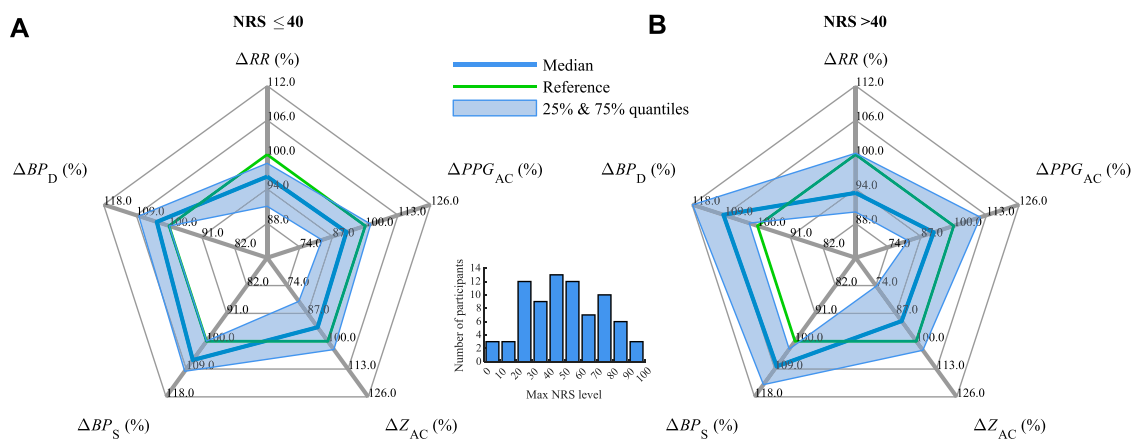 A
NRS ≤40
ΔRR (%)
112.0
106.0
100.0
94.0
88.0
ΔPPG_AC (%)
126.0
113.0
100.0
87.0
74.0
ΔBP_D (%)
118.0
109.0
100.0
91.0
82.0
82.0
91.0
100.0
109.0
118.0
ΔBP_S (%)
74.0
87.0
100.0
113.0
126.0
ΔZ_AC (%)
Median
Reference
25% & 75% quantiles
Number of participants
14
12
10
8
6
4
2
0
0 10 20 30 40 50 60 70 80 90 100
Max NRS level
B
NRS >40
ΔRR (%)
112.0
106.0
100.0
94.0
88.0
ΔPPG_AC (%)
126.0
113.0
100.0
87.0
74.0
ΔBP_D (%)
118.0
109.0
100.0
91.0
82.0
82.0
91.0
100.0
109.0
118.0
ΔBP_S (%)
74.0
87.0
100.0
113.0
126.0
ΔZ_AC (%)